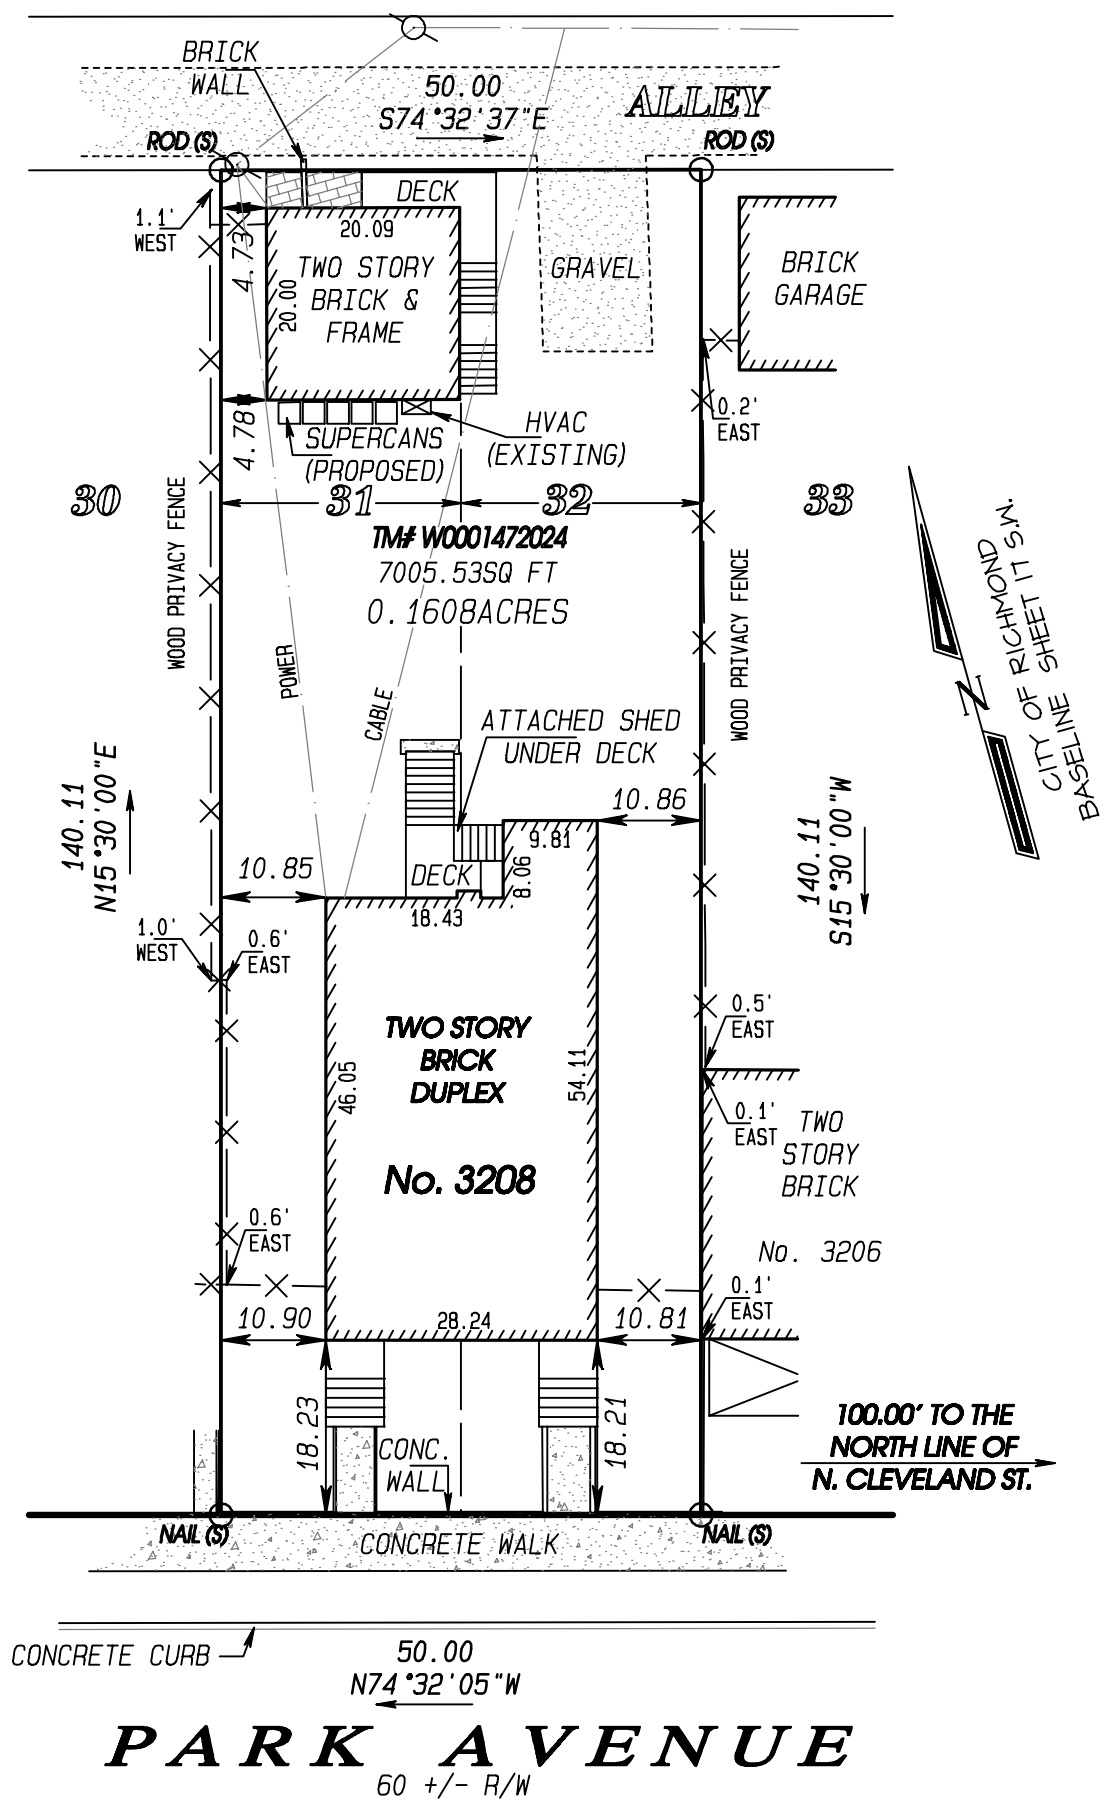 BRICK
WALL
50.00
S74°32'37"E
ALLEY
ROD (S)
ROD (S)
DECK
1.1'
WEST
4.73
20.09
TWO STORY
BRICK &
FRAME
20.00
GRAVEL
BRICK
GARAGE
0.2'
EAST
4.78
SUPERCANS
(PROPOSED)
HVAC
(EXISTING)
30
31
32
33
TM# W0001472024
7005.53SQ FT
0.1608ACRES
WOOD PRIVACY FENCE
WOOD PRIVACY FENCE
POWER
CABLE
N
CITY OF RICHMOND
BASELINE SHEET 17 S.W.
ATTACHED SHED
UNDER DECK
140.11
N15°30'00"E
10.86
9.81
140.11
S15°30'00"W
10.85
DECK
8.06
18.43
1.0'
WEST
0.6'
EAST
TWO STORY
BRICK
DUPLEX
46.05
54.11
0.5'
EAST
0.1'
EAST
TWO
STORY
BRICK
No. 3208
0.6'
EAST
No. 3206
0.1'
EAST
10.90
28.24
10.81
18.23
CONC.
WALL
18.21
100.00' TO THE
NORTH LINE OF
N. CLEVELAND ST.
NAIL (S)
NAIL (S)
CONCRETE WALK
CONCRETE CURB
50.00
N74°32'05"W
PARK AVENUE
60 +/- R/W